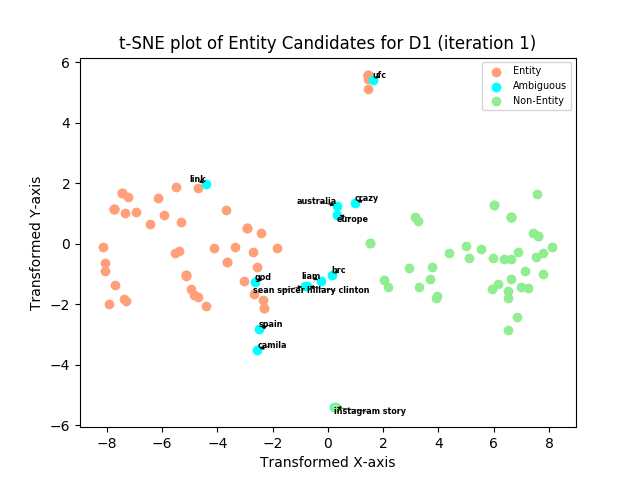 t-SNE plot of Entity Candidates for D1 (iteration 1)
Entity
Ambiguous
Non-Entity
ufc
link
australia
crazy
europe
god
liam
brc
sean spicer
hillary clinton
spain
camila
instagram story
6
4
2
0
−2
−4
−6
Transformed Y-axis
−8 −6 −4 −2 0 2 4 6 8
Transformed X-axis